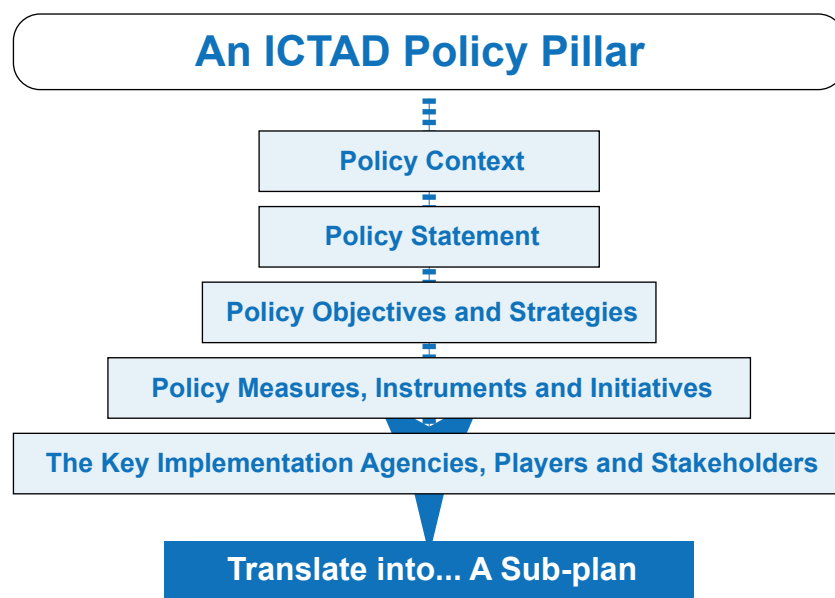 An ICTAD Policy Pillar
Policy Context
Policy Statement
Policy Objectives and Strategies
Policy Measures, Instruments and Initiatives
The Key Implementation Agencies, Players and Stakeholders
Translate into... A Sub-plan